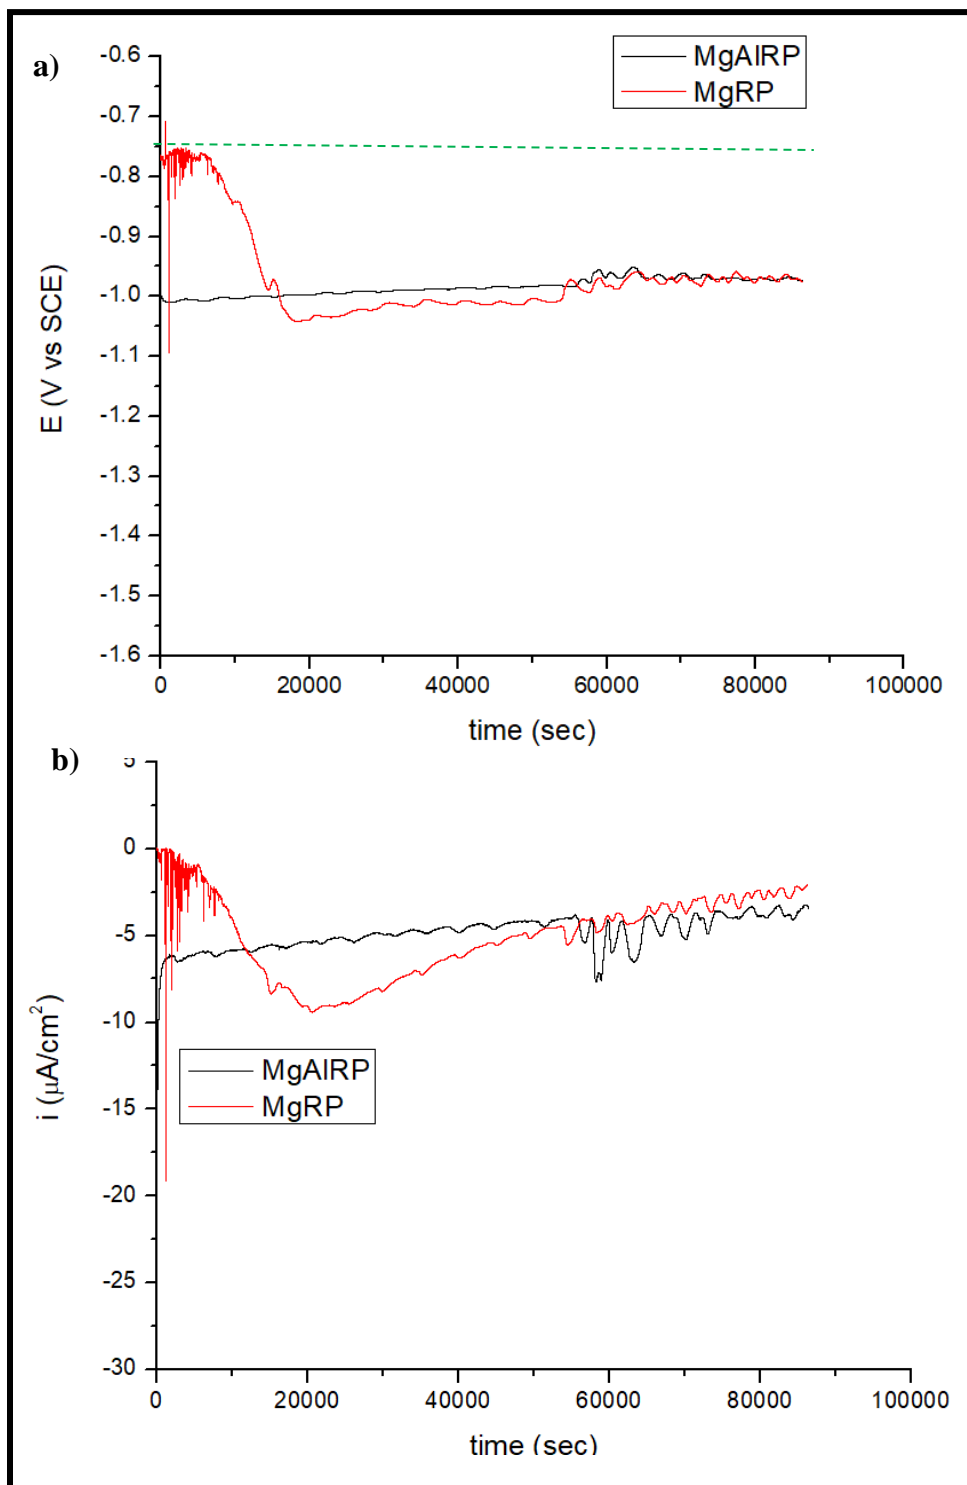 a)
MgAlRP
MgRP
-0.6
-0.7
-0.8
-0.9
-1.0
-1.1
-1.2
-1.3
-1.4
-1.5
-1.6
E (V vs SCE)
0 20000 40000 60000 80000 100000
time (sec)
b)
5
0
-5
-10
-15
-20
-25
-30
i (μA/cm²)
MgAlRP
MgRP
0 20000 40000 60000 80000 100000
time (sec)